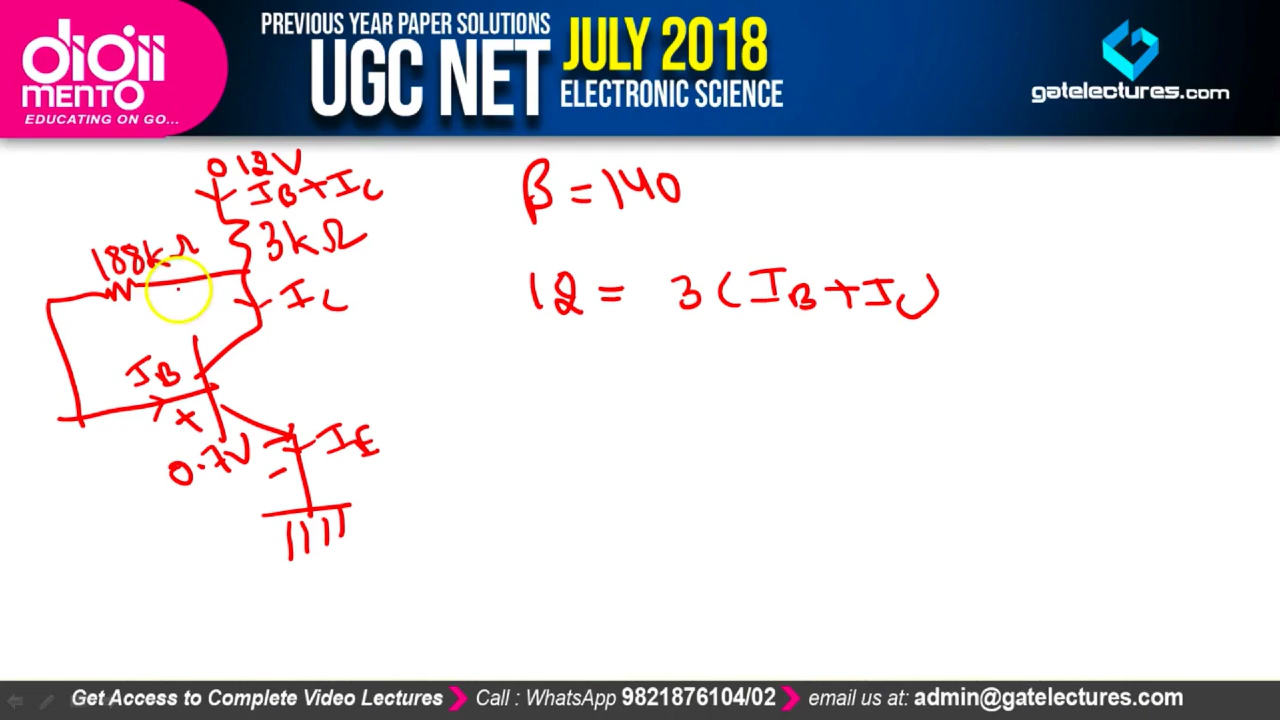 digii
MENTO
EDUCATING ON GO...
PREVIOUS YEAR PAPER SOLUTIONS
UGC NET
JULY 2018
ELECTRONIC SCIENCE
gatelectures.com
12V
IB+IC
188kΩ
3kΩ
IC
IB
+
0.7V
-
IE
β = 140
12 = 3(IB+IC)
Get Access to Complete Video Lectures
Call : WhatsApp 9821876104/02
email us at: admin@gatelectures.com